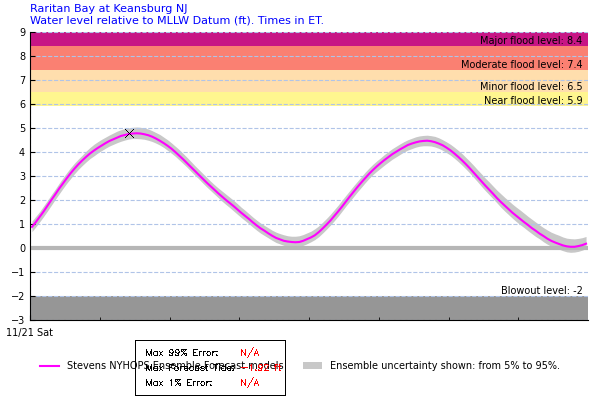 Raritan Bay at Keansburg NJ
Water level relative to MLLW Datum (ft). Times in ET.
9
Major flood level: 8.4
8
Moderate flood level: 7.4
7
Minor flood level: 6.5
Near flood level: 5.9
6
5
4
3
2
1
0
−1
Blowout level: -2
−2
−3
11/21 Sat
Max 99% Error: N/A
Stevens NYHOPS Ensemble Forecast models
Ensemble uncertainty shown: from 5% to 95%.
Max Forecast Tide:
Max 1% Error: N/A